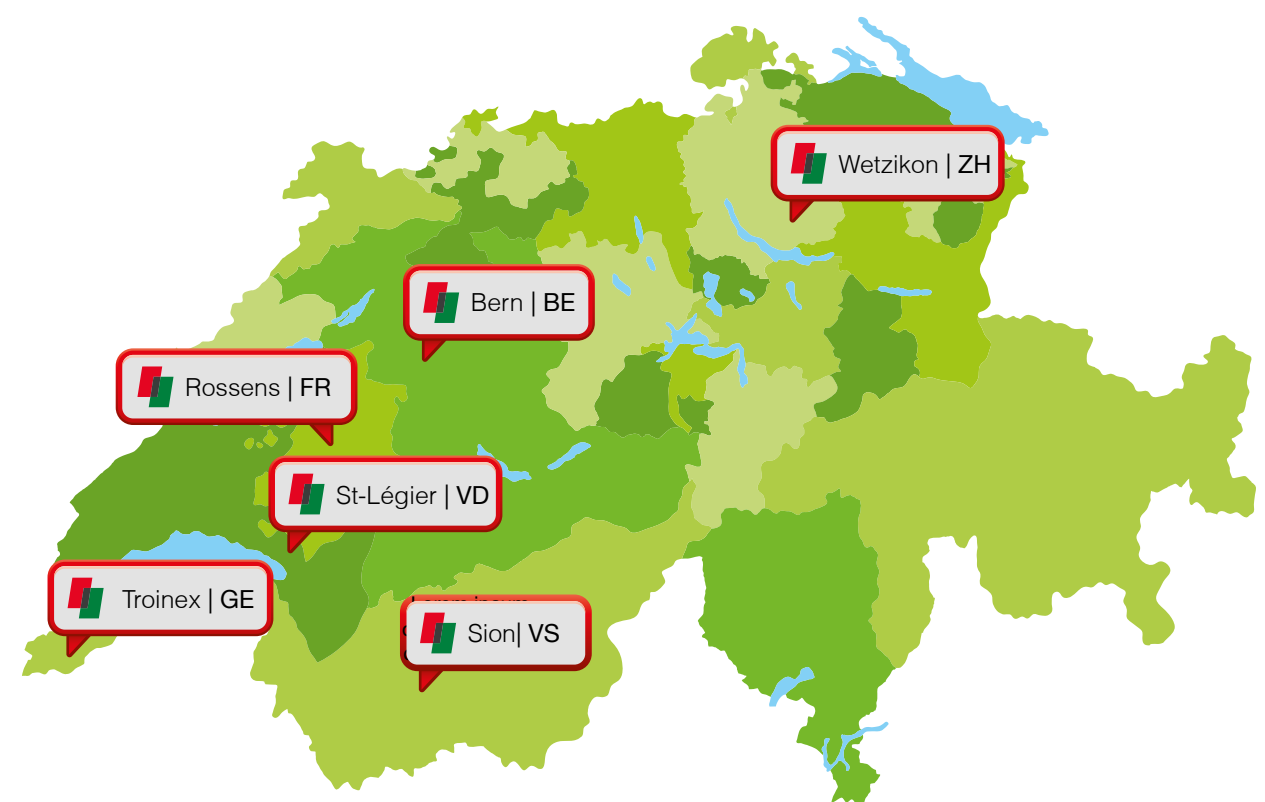 Wetzikon | ZH
Bern | BE
Rossens | FR
St-Légier | VD
Troinex | GE
Sion| VS